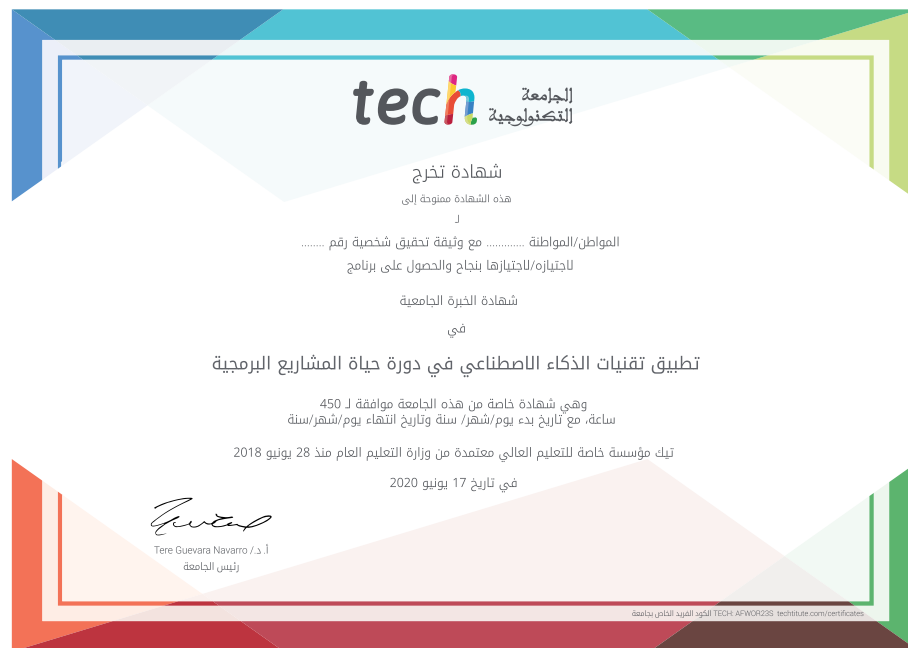 tech الجامعة
التكنولوجية
شهادة تخرج
هذه الشهادة ممنوحة إلى
لـ
المواطن/المواطنة ............. مع وثيقة تحقيق شخصية رقم ........
لاجتيازه/لاجتيازها بنجاح والحصول على برنامج
شهادة الخبرة الجامعية
في
تطبيق تقنيات الذكاء الاصطناعي في دورة حياة المشاريع البرمجية
وهي شهادة خاصة من هذه الجامعة موافقة لـ 450
ساعة، مع تاريخ بدء يوم/شهر/ سنة وتاريخ انتهاء يوم/شهر/سنة
تيك مؤسسة خاصة للتعليم العالي معتمدة من وزارة التعليم العام منذ 28 يونيو 2018
في تاريخ 17 يونيو 2020
أ. د./ Tere Guevara Navarro
رئيس الجامعة
الكود الفريد الخاص بجامعة TECH: AFWOR23S techtitute.com/certificates